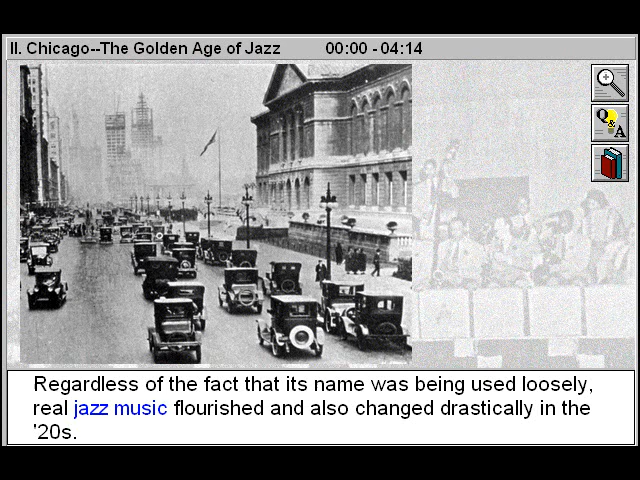 II. Chicago--The Golden Age of Jazz 00:00 - 04:14
Q
&
A
Regardless of the fact that its name was being used loosely,
real jazz music flourished and also changed drastically in the
'20s.